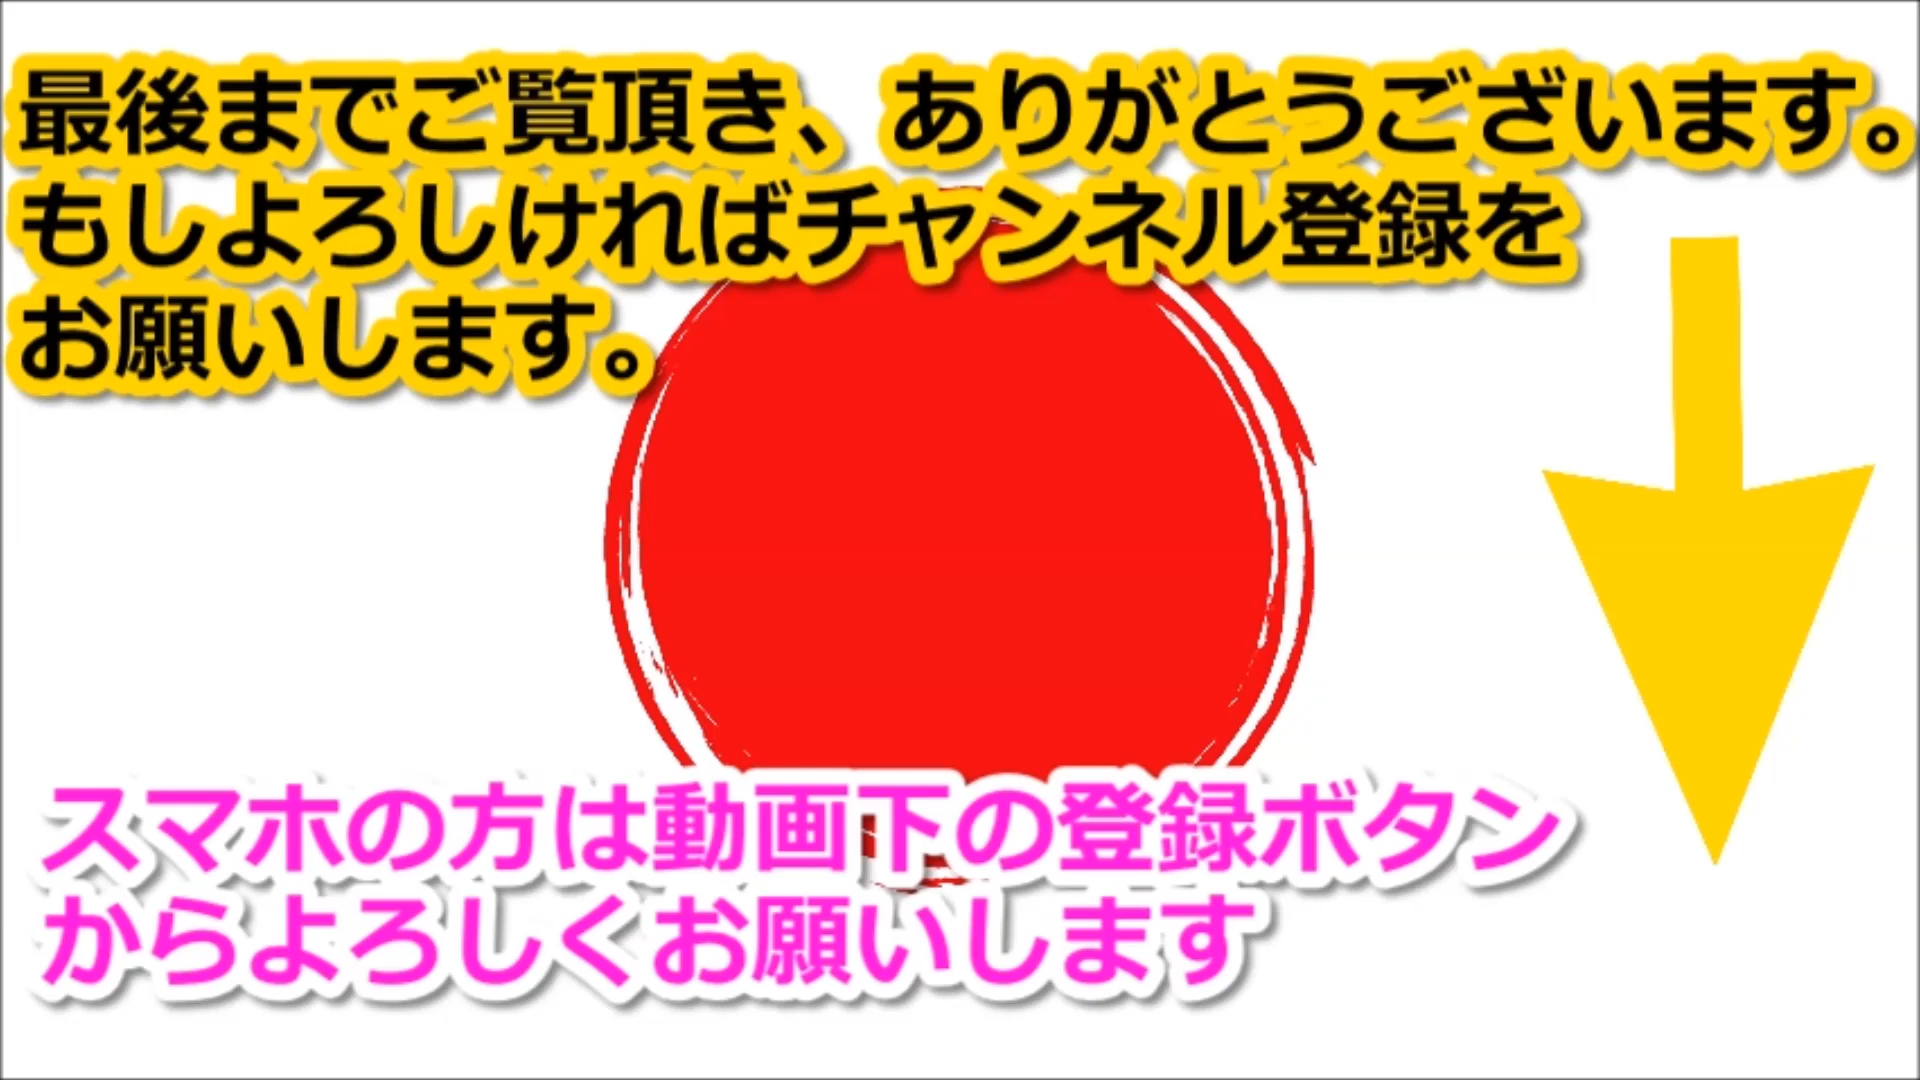 最後までご覧頂き、ありがとうございます。
もしよろしければチャンネル登録を
お願いします。
スマホの方は動画下の登録ボタン
からよろしくお願いします